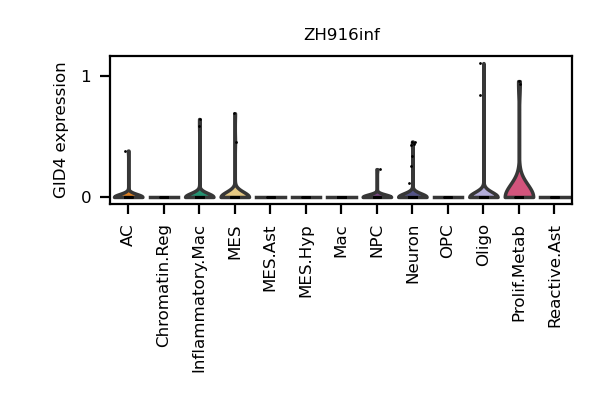 ZH916inf
GID4 expression
1
0
AC
Chromatin.Reg
Inflammatory.Mac
MES
MES.Ast
MES.Hyp
Mac
NPC
Neuron
OPC
Oligo
Prolif.Metab
Reactive.Ast